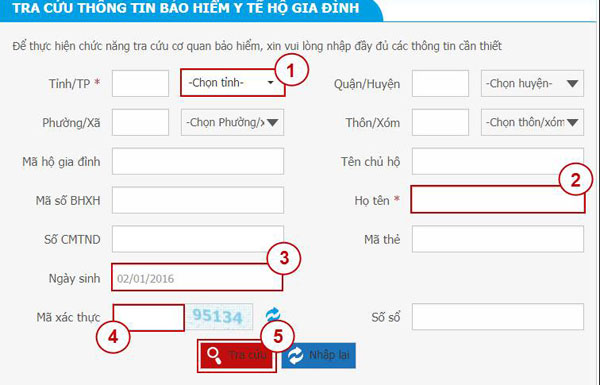 TRA CỨU THÔNG TIN BẢO HIỂM Y TẾ HỘ GIA ĐÌNH
Để thực hiện chức năng tra cứu cơ quan bảo hiểm, xin vui lòng nhập đầy đủ các thông tin cần thiết
Tỉnh/TP * -Chọn tỉnh- 1 Quận/Huyện -Chọn huyện-
Phường/Xã -Chọn Phường/x Thôn/Xóm -Chọn thôn/xóm
Mã hộ gia đình Tên chủ hộ
Mã số BHXH Họ tên * 2
Số CMTND Mã thẻ
Ngày sinh 02/01/2016 3
Mã xác thực 4 95134 Số sổ
Tra cứu 5 Nhập lại